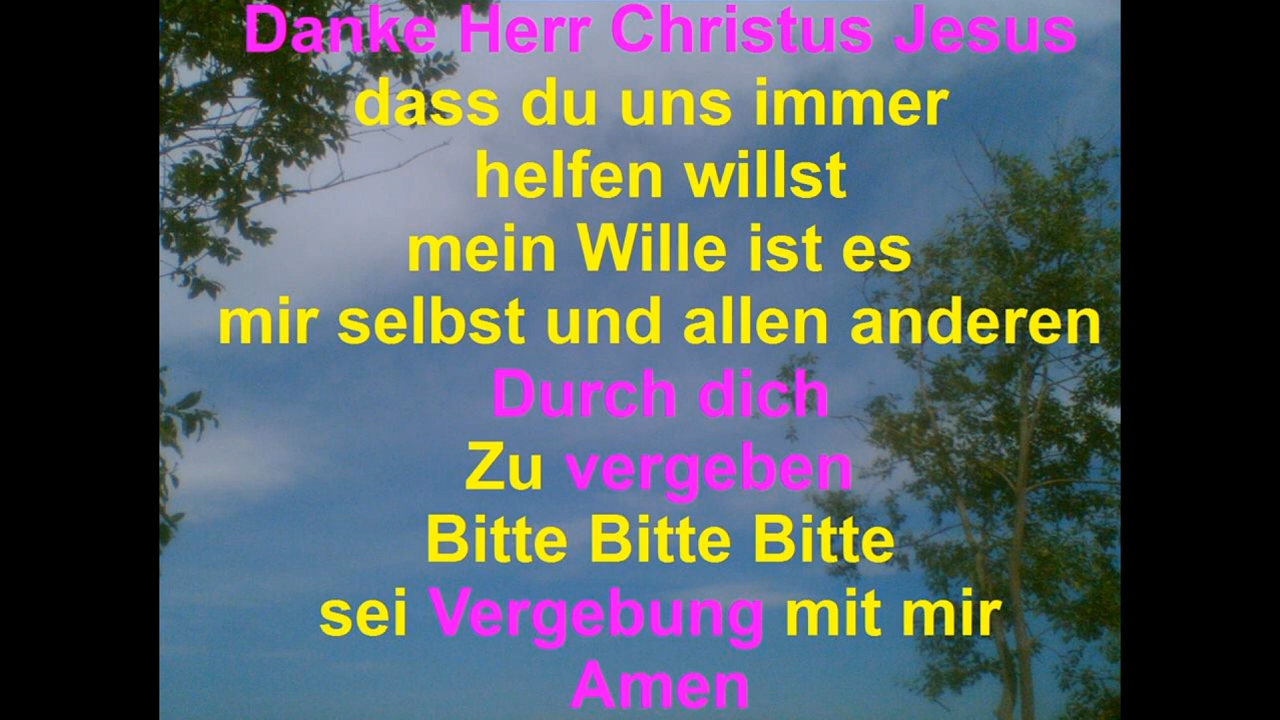 Danke Herr Christus Jesus
dass du uns immer
helfen willst
mein Wille ist es
mir selbst und allen anderen
Durch dich
Zu vergeben
Bitte Bitte Bitte
sei Vergebung mit mir
Amen